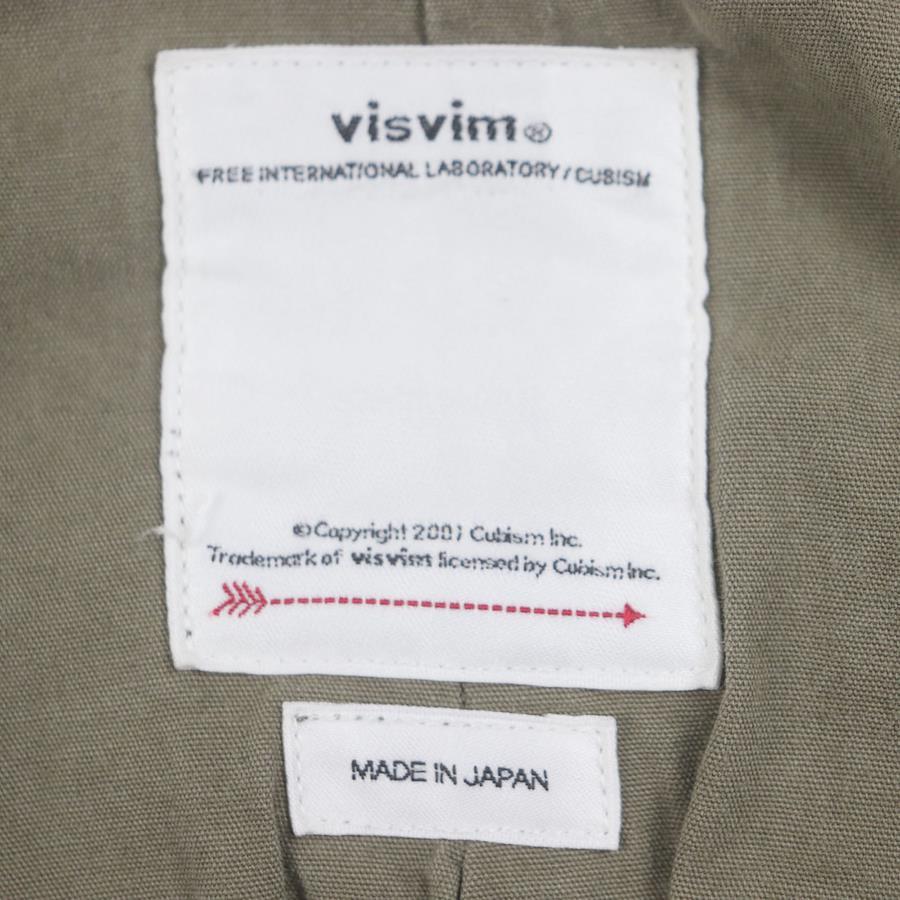 visvim®
FREE INTERNATIONAL LABORATORY / CUBISM
© Copyright 2001 Cubism Inc.
Trademark of visvim licensed by Cubism Inc.
MADE IN JAPAN